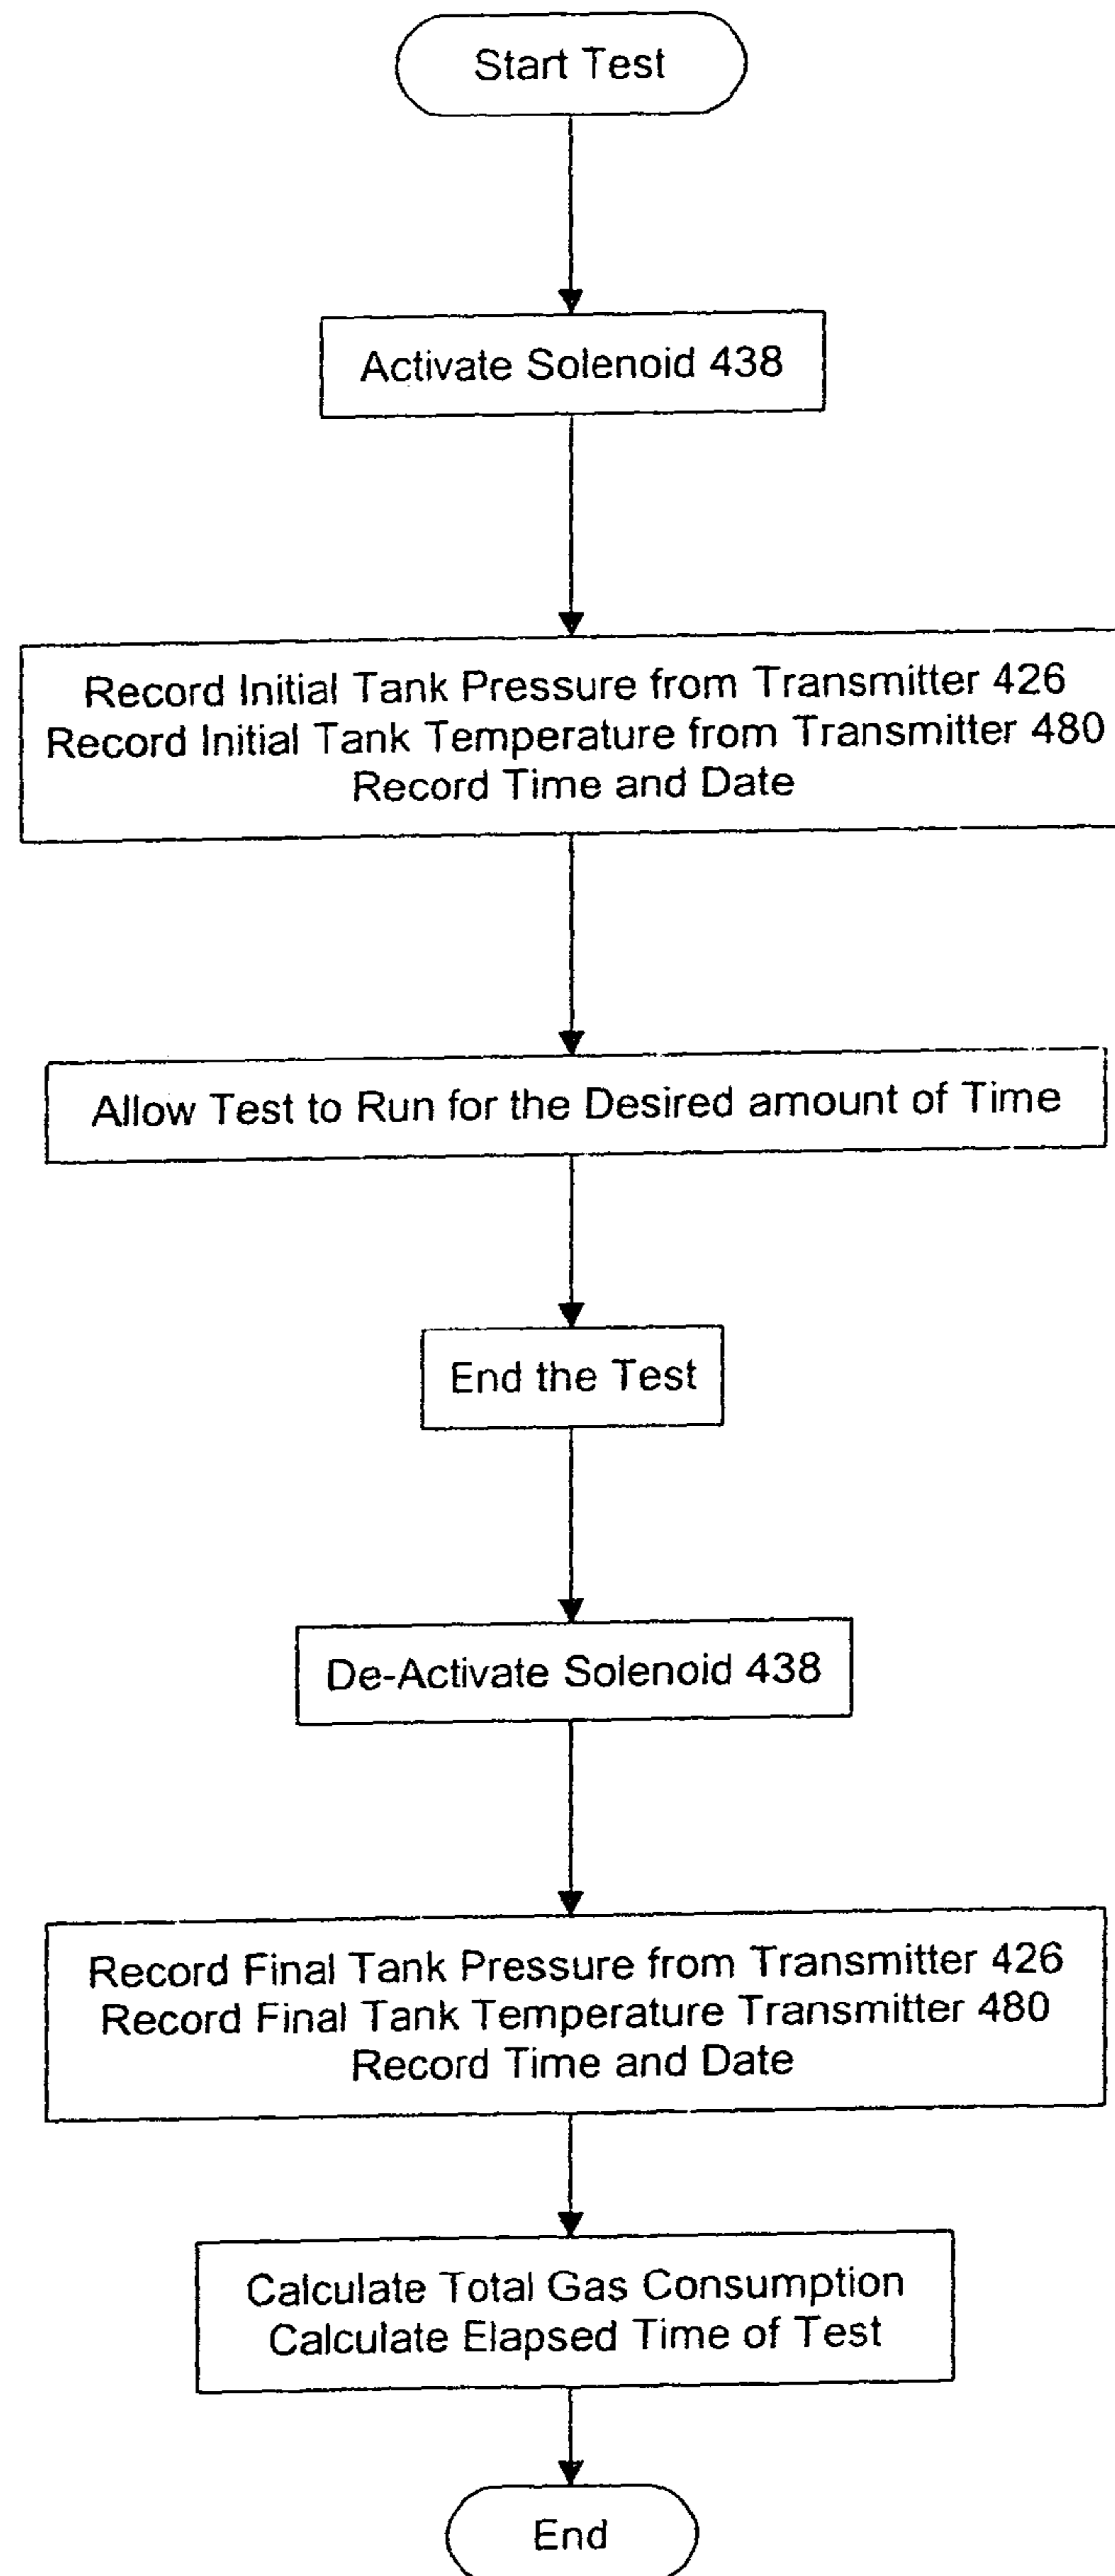 Start Test
Activate Solenoid 438
Record Initial Tank Pressure from Transmitter 426
Record Initial Tank Temperature from Transmitter 480
Record Time and Date
Allow Test to Run for the Desired amount of Time
End the Test
De-Activate Solenoid 438
Record Final Tank Pressure from Transmitter 426
Record Final Tank Temperature Transmitter 480
Record Time and Date
Calculate Total Gas Consumption
Calculate Elapsed Time of Test
End